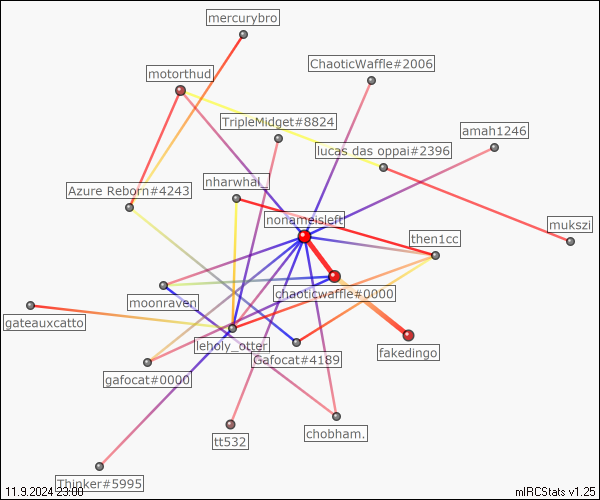 mercurybro
ChaoticWaffle#2006
motorthud
TripleMidget#8824
amah1246
lucas das oppai#2396
nharwhal_
Azure Reborn#4243
nonameisleft
mukszi
then1cc
chaoticwaffle#0000
moonraven
gateauxcatto
leholy_otter
fakedingo
Gafocat#4189
gafocat#0000
chobham.
tt532
Thinker#5995
11.9.2024 23:00
mIRCStats v1.25